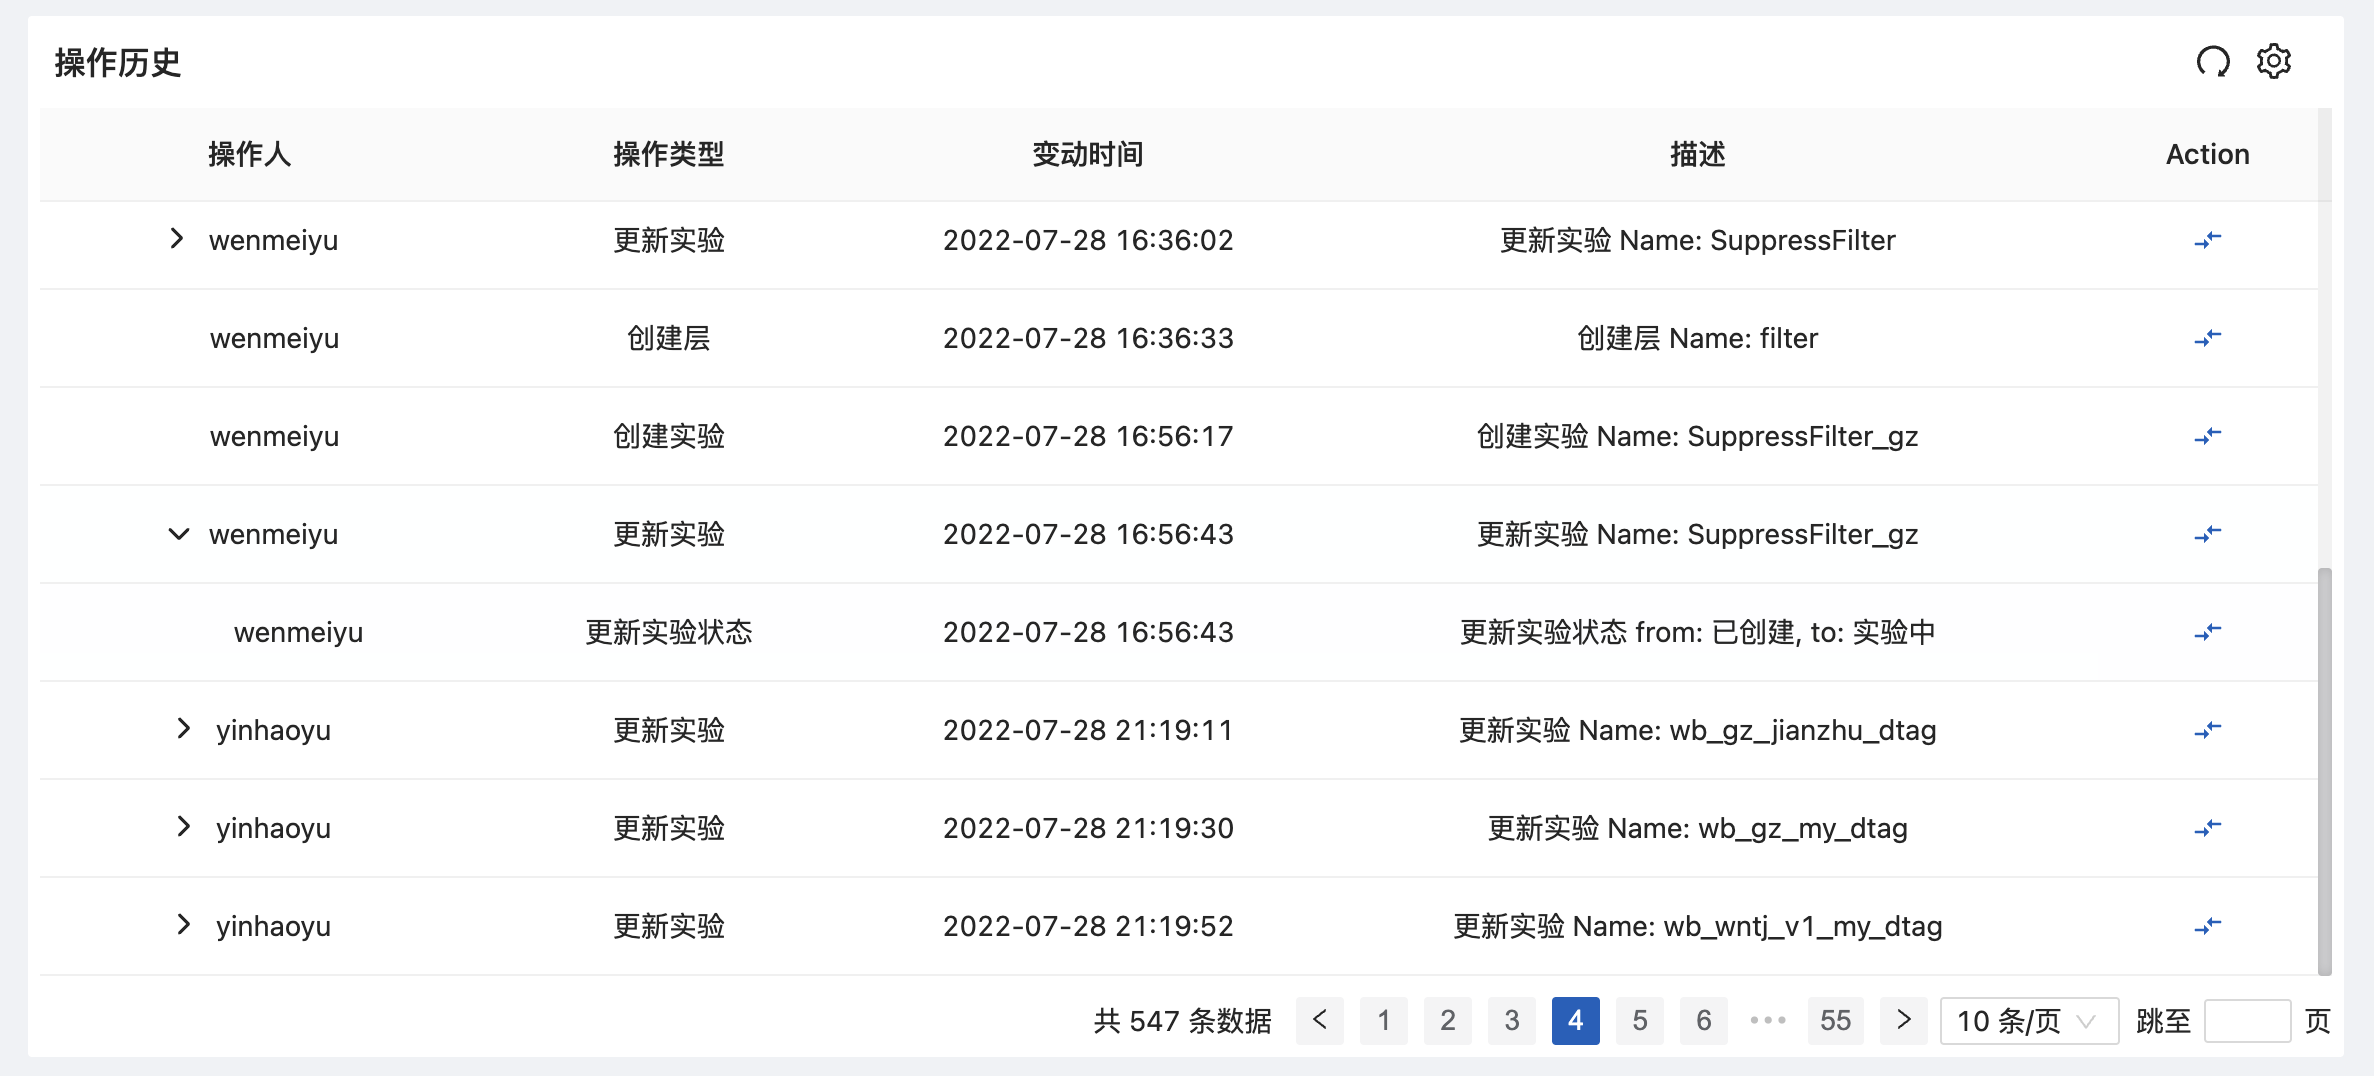 操作历史
操作人 操作类型 变动时间 描述 Action
wenmeiyu 更新实验 2022-07-28 16:36:02 更新实验 Name: SuppressFilter
wenmeiyu 创建层 2022-07-28 16:36:33 创建层 Name: filter
wenmeiyu 创建实验 2022-07-28 16:56:17 创建实验 Name: SuppressFilter_gz
wenmeiyu 更新实验 2022-07-28 16:56:43 更新实验 Name: SuppressFilter_gz
wenmeiyu 更新实验状态 2022-07-28 16:56:43 更新实验状态 from: 已创建, to: 实验中
yinhaoyu 更新实验 2022-07-28 21:19:11 更新实验 Name: wb_gz_jianzhu_dtag
yinhaoyu 更新实验 2022-07-28 21:19:30 更新实验 Name: wb_gz_my_dtag
yinhaoyu 更新实验 2022-07-28 21:19:52 更新实验 Name: wb_wntj_v1_my_dtag
共 547 条数据 < 1 2 3 4 5 6 ••• 55 > 10 条/页 跳至 页